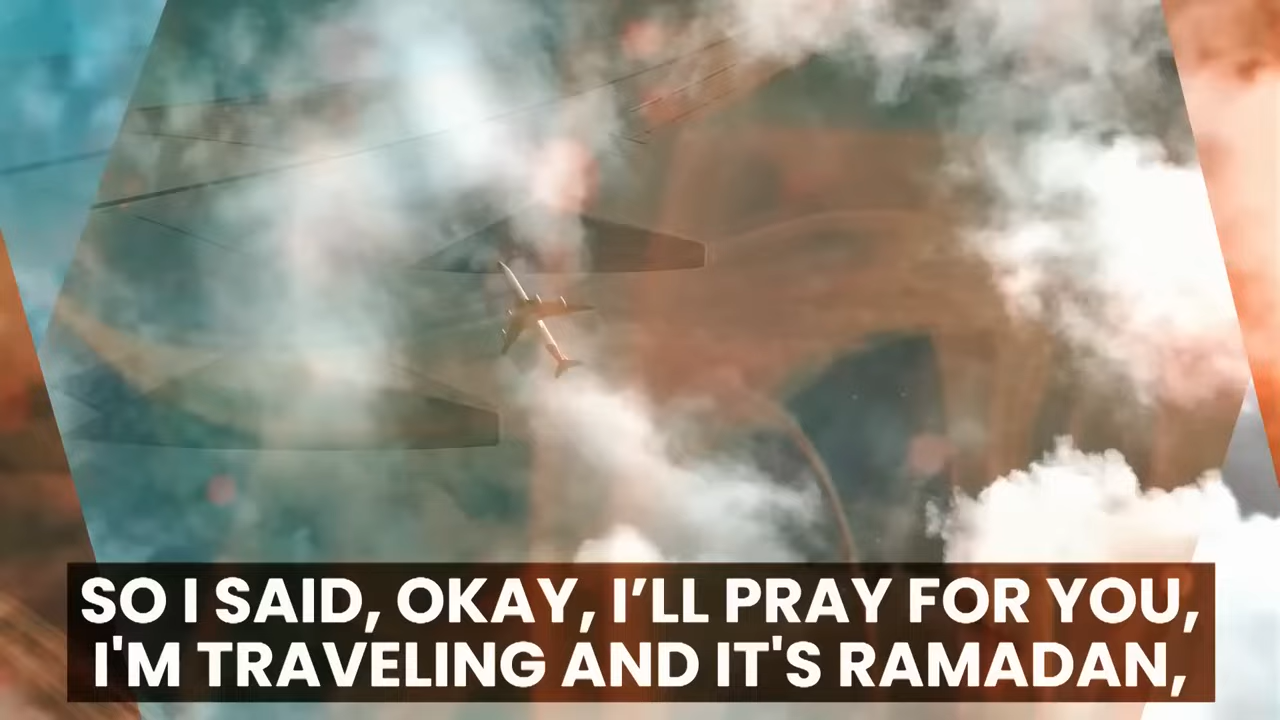 SO I SAID, OKAY, I’LL PRAY FOR YOU,
I'M TRAVELING AND IT'S RAMADAN,